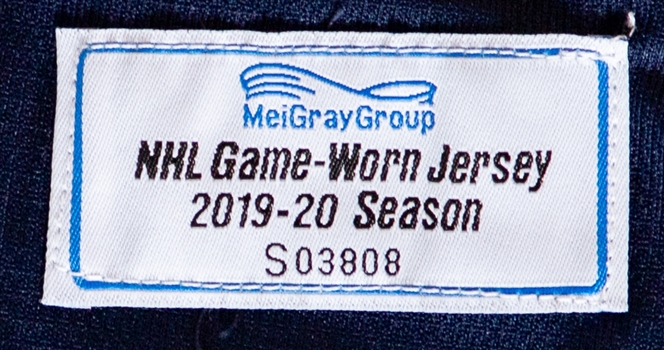 MeiGrayGroup
NHL Game-Worn Jersey
2019-20 Season
S03808